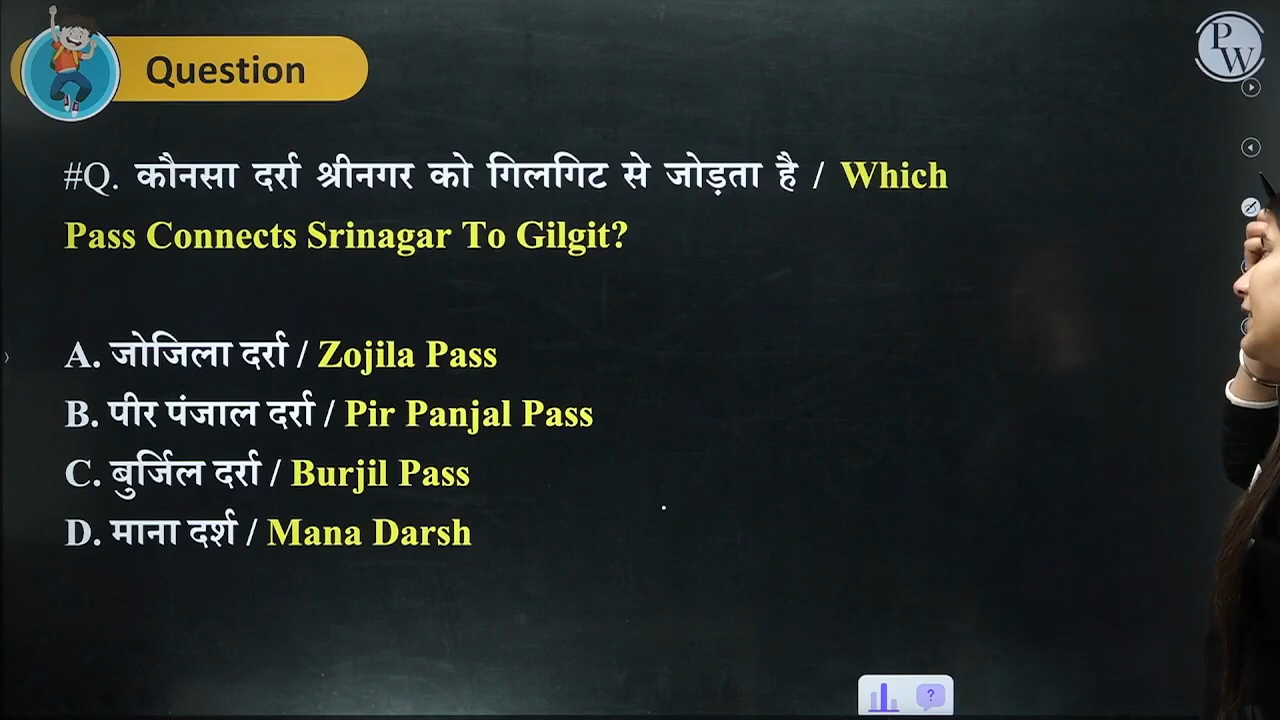 Question
PW
#Q. कौनसा दर्रा श्रीनगर को गिलगिट से जोड़ता है / Which
Pass Connects Srinagar To Gilgit?
A. जोजिला दर्रा / Zojila Pass
B. पीर पंजाल दर्रा / Pir Panjal Pass
C. बुर्जिल दर्रा / Burjil Pass
D. माना दर्श / Mana Darsh
?